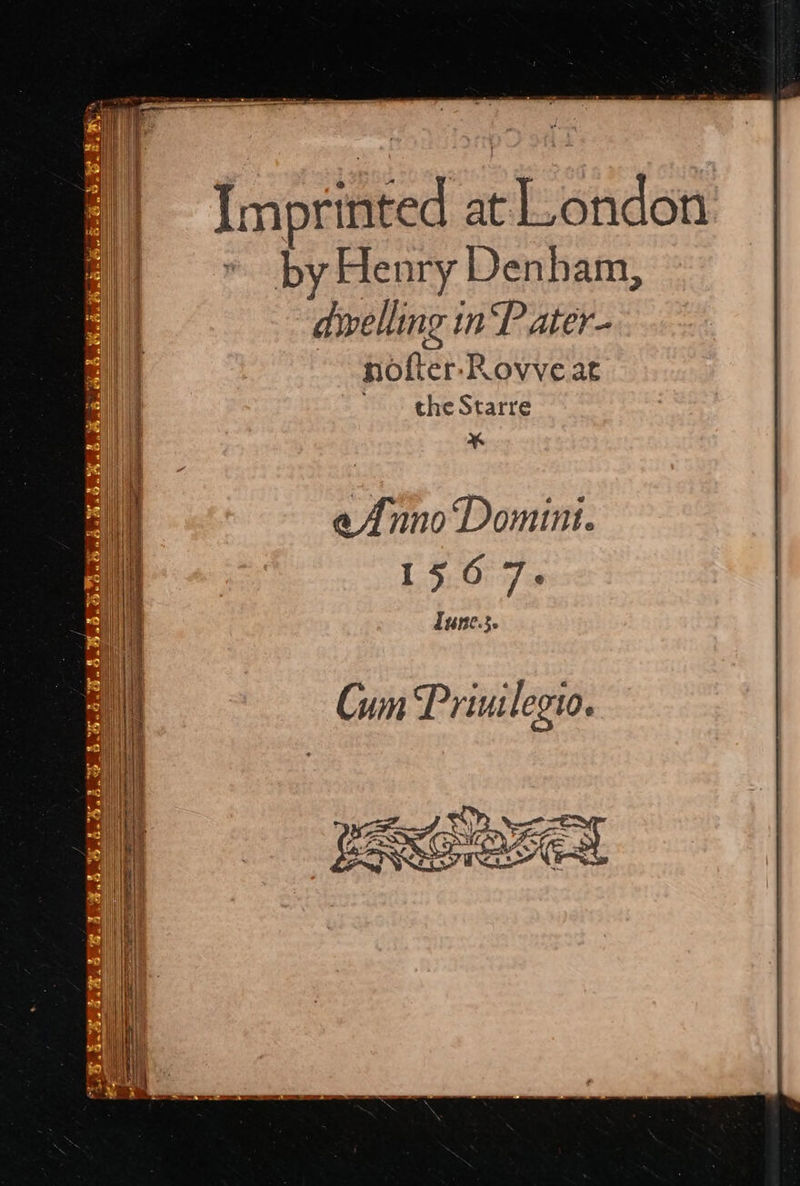 Imprinted at London
by Henry Denham,
dwelling in Pater-
noſter-Rovve at
the Starre
*
Anno Domini.
1567.
Iune.3.
Cum Priuilegio.